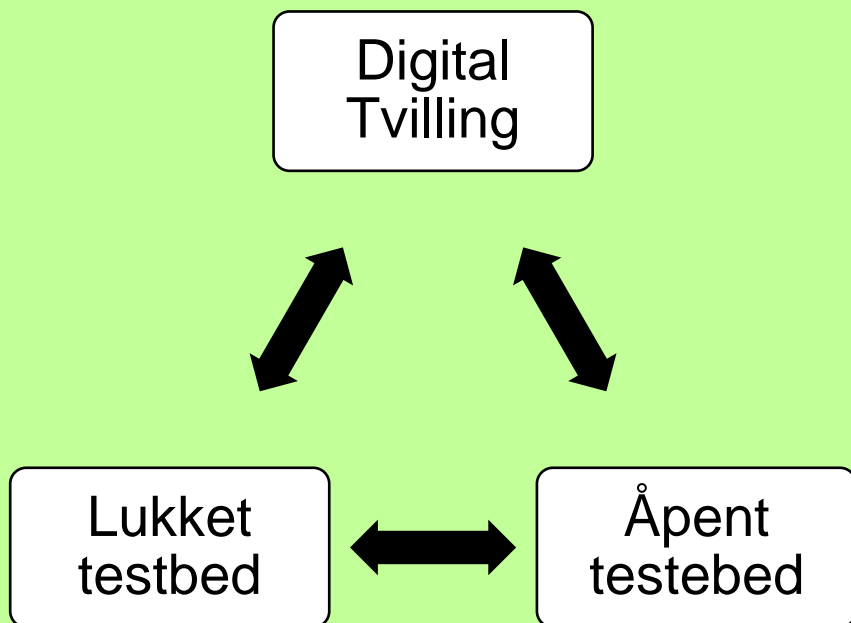 Digital
Tvilling
Lukket
testbed
Åpent
testebed